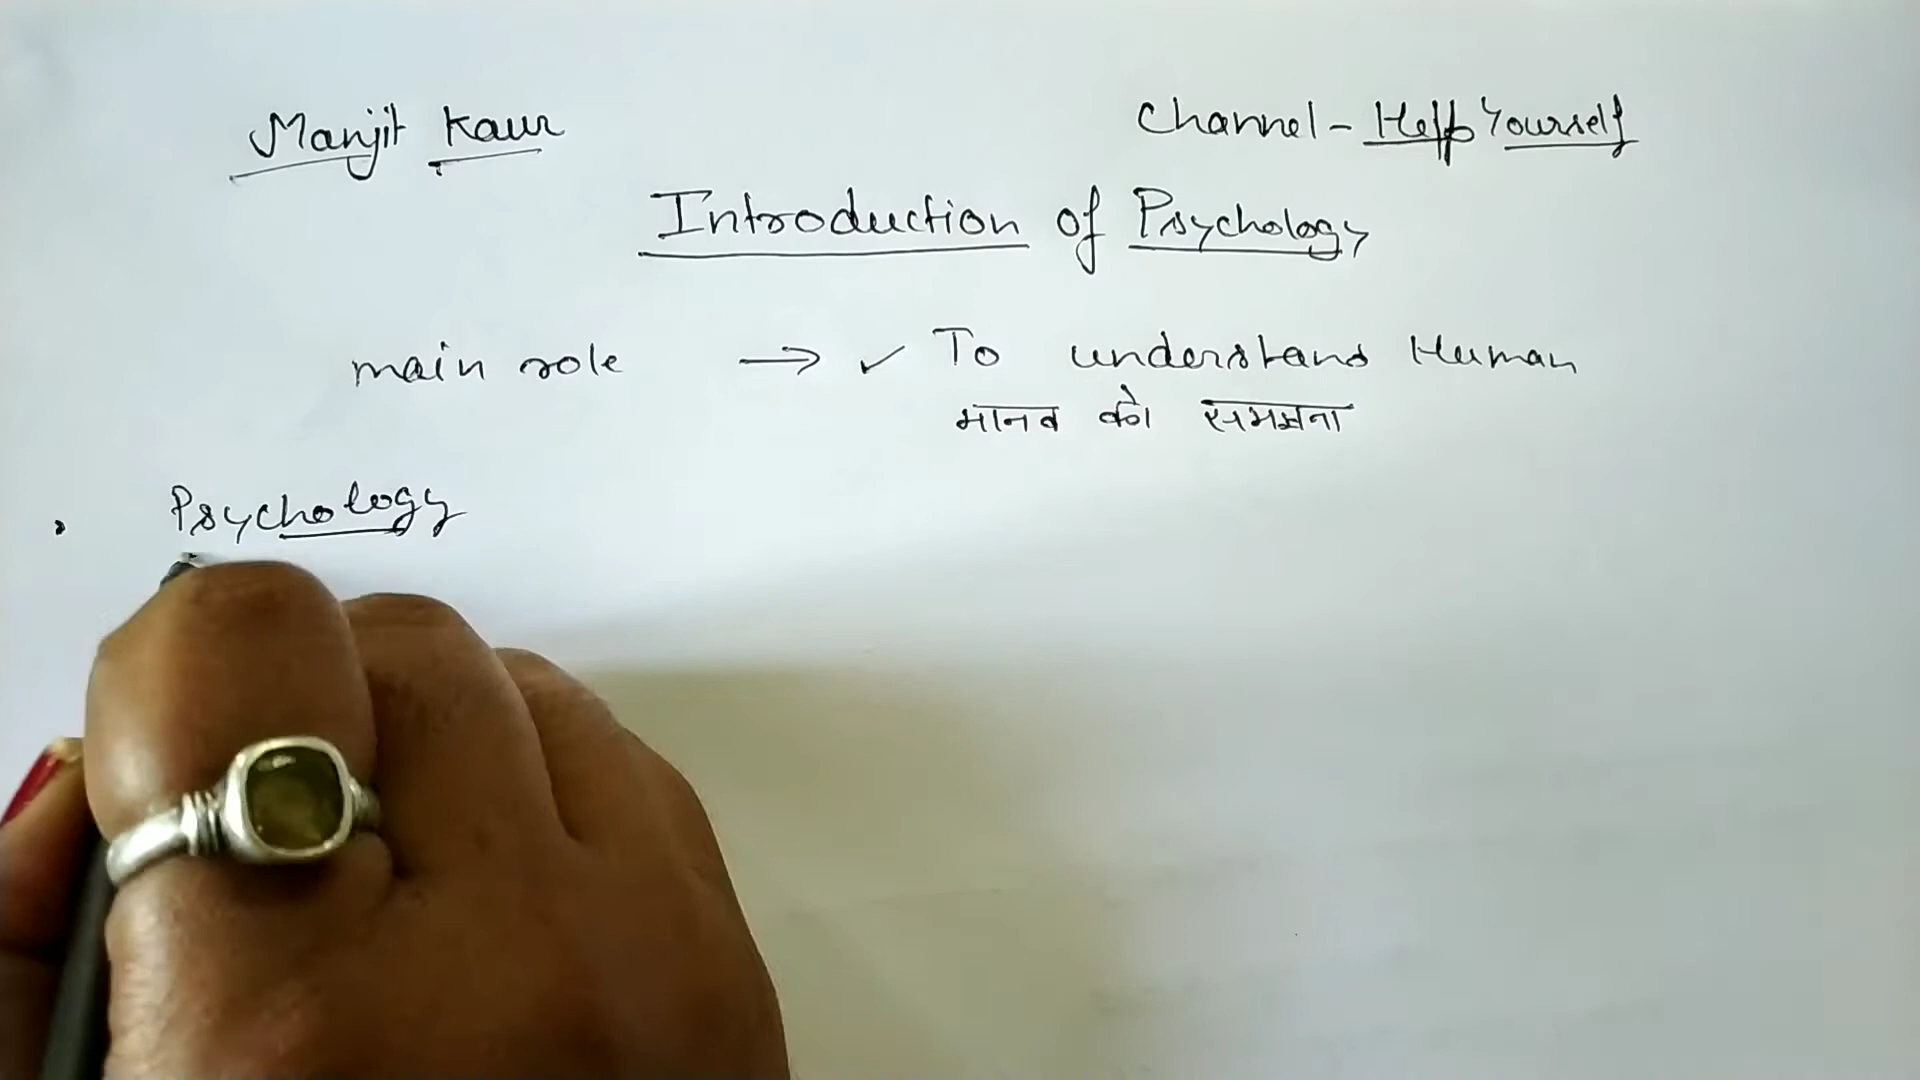 Manjit Kaur Channel - Help Yourself
Introduction of Psychology
main role → ✓ To understand Human
मानव को समझना
Psychology